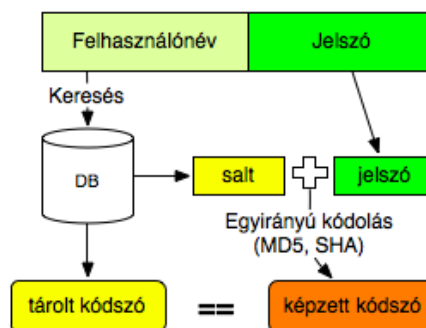 Felhasználónév
Jelszó
Keresés
DB
salt
jelszó
Egyirányú kódolás
(MD5, SHA)
tárolt kódszó
==
képzett kódszó